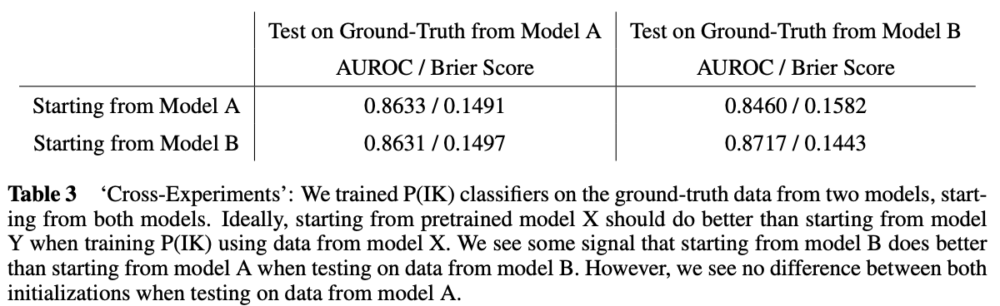 Test on Ground-Truth from Model A Test on Ground-Truth from Model B
AUROC / Brier Score AUROC / Brier Score
Starting from Model A 0.8633 / 0.1491 0.8460 / 0.1582
Starting from Model B 0.8631 / 0.1497 0.8717 / 0.1443
Table 3 ‘Cross-Experiments’: We trained P(IK) classifiers on the ground-truth data from two models, start-
ing from both models. Ideally, starting from pretrained model X should do better than starting from model
Y when training P(IK) using data from model X. We see some signal that starting from model B does better
than starting from model A when testing on data from model B. However, we see no difference between both
initializations when testing on data from model A.